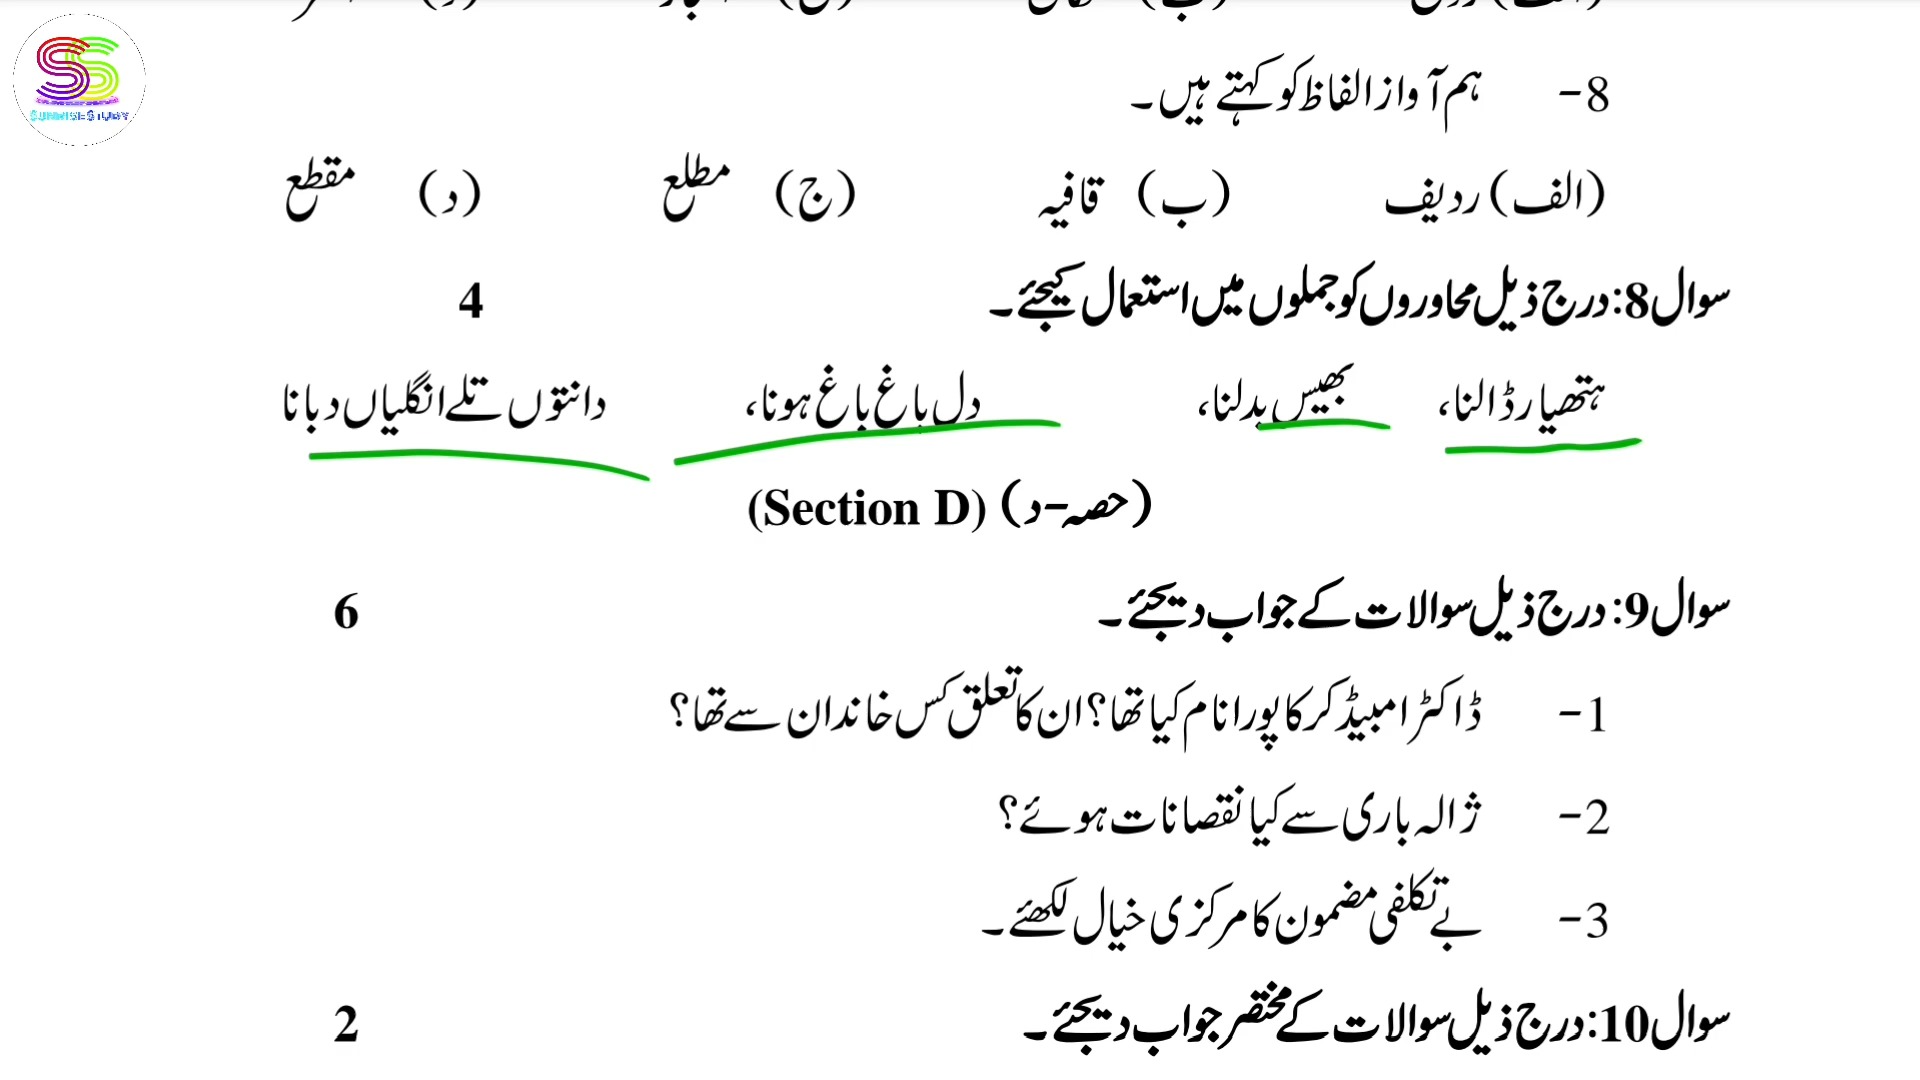 SUNRISE STUDY
8- ہم آواز الفاظ کو کہتے ہیں۔
(الف) ردیف (ب) قافیہ (ج) مطلع (د) مقطع
سوال 8: درج ذیل محاوروں کو جملوں میں استعمال کیجئے۔ 4
ہتھیار ڈالنا، بھیس بدلنا، دل باغ باغ ہونا، دانتوں تلے انگلیاں دبانا
(حصہ-د) (Section D)
سوال 9: درج ذیل سوالات کے جواب دیجئے۔ 6
1- ڈاکٹر امبیڈکر کا پورا نام کیا تھا؟ ان کا تعلق کس خاندان سے تھا؟
2- ژالہ باری سے کیا نقصانات ہوئے؟
3- بے تکلفی مضمون کا مرکزی خیال لکھئے۔
سوال 10: درج ذیل سوالات کے مختصر جواب دیجئے۔ 2